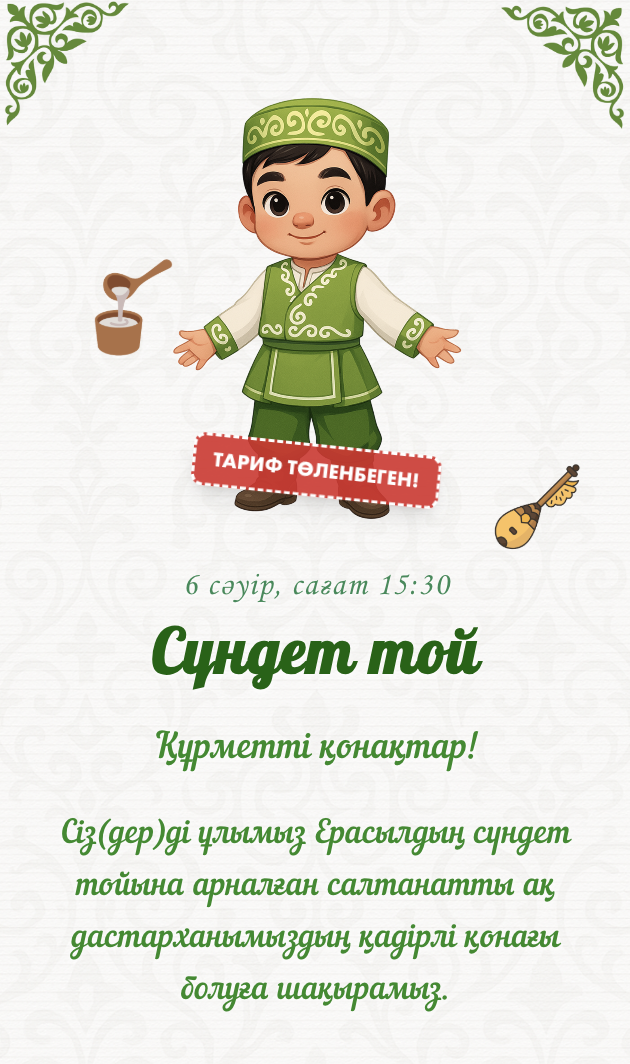 ТАРИФ ТӨЛЕНБЕГЕН!
6 сәуір, сағат 15:30
Сүндет той
Құрметті қонақтар!
Сіз(дер)ді ұлымыз Ерасылдың сүндет
тойына арналған салтанатты ақ
дастарханымыздың қадірлі қонағы
болуға шақырамыз.